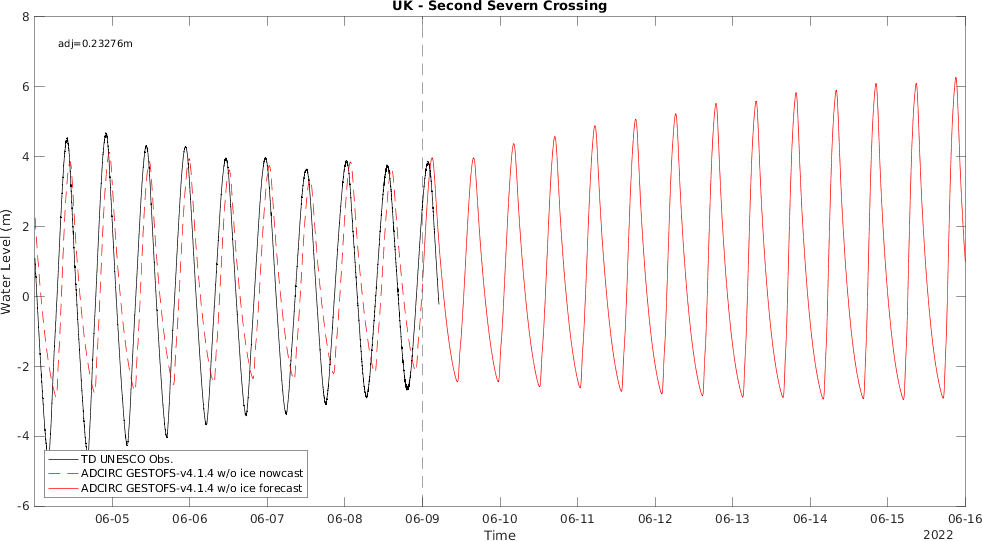 UK - Second Severn Crossing
adj=0.23276m
8
6
4
2
0
-2
-4
-6
Water Level (m)
TD UNESCO Obs.
ADCIRC GESTOFS-v4.1.4 w/o ice nowcast
ADCIRC GESTOFS-v4.1.4 w/o ice forecast
06-05 06-06 06-07 06-08 06-09 06-10 06-11 06-12 06-13 06-14 06-15 06-16
Time
2022